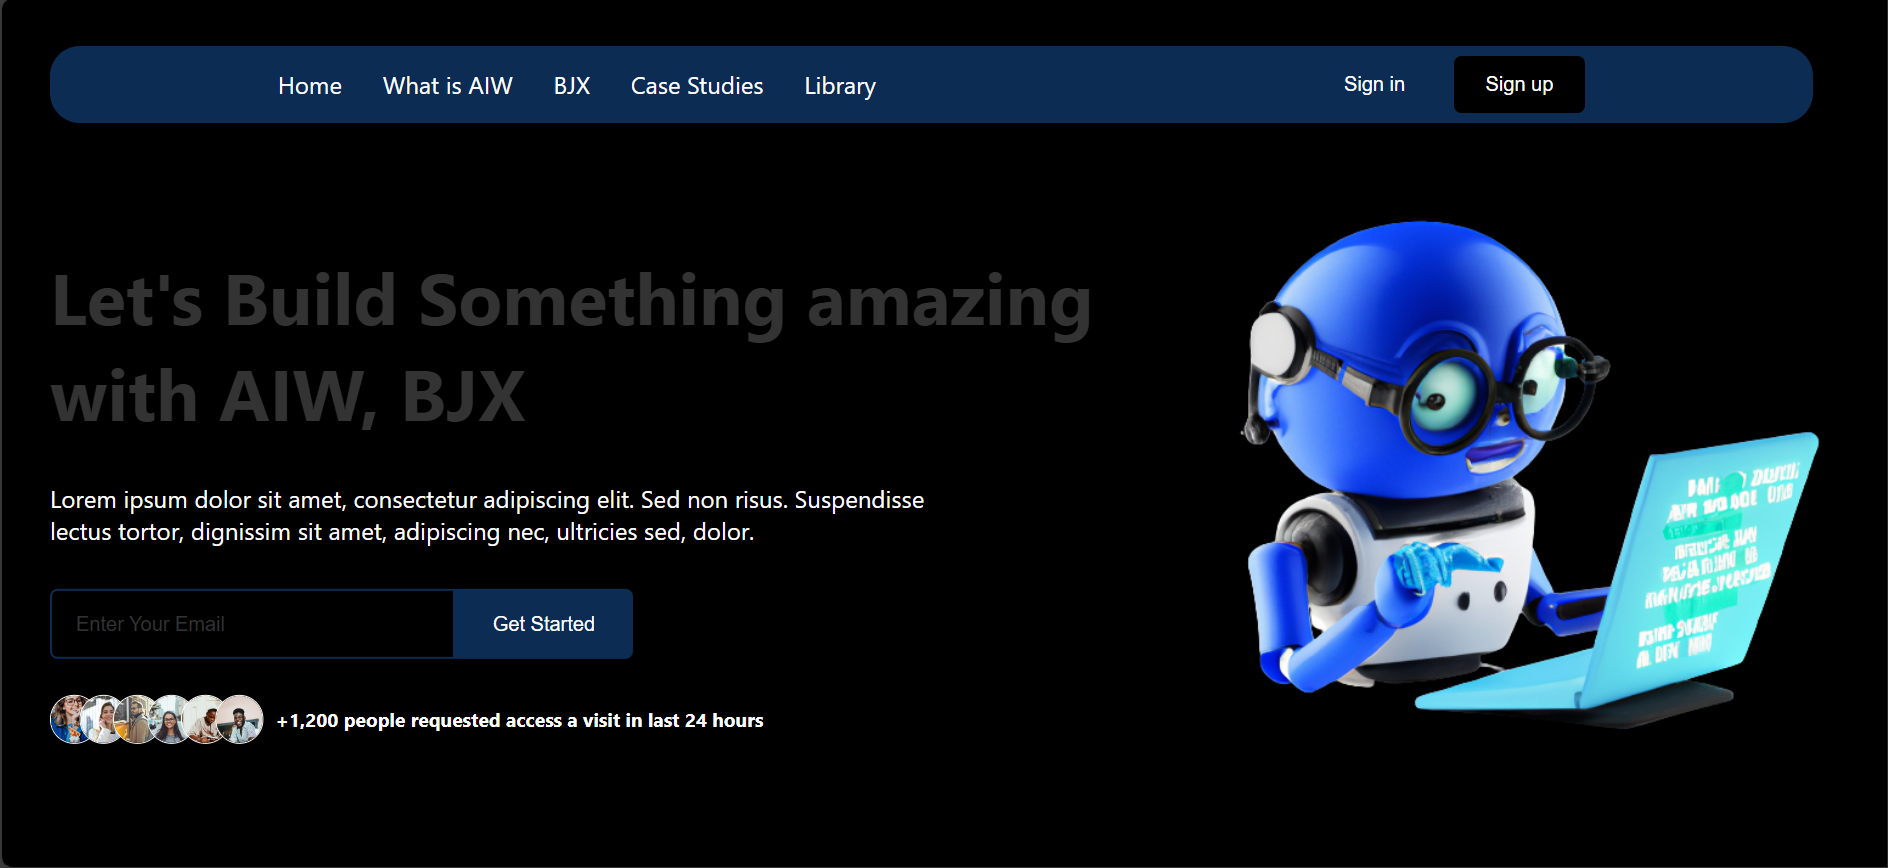 Home What is AIW BJX Case Studies Library Sign in Sign up
Let's Build Something amazing
with AIW, BJX
Lorem ipsum dolor sit amet, consectetur adipiscing elit. Sed non risus. Suspendisse
lectus tortor, dignissim sit amet, adipiscing nec, ultricies sed, dolor.
Enter Your Email Get Started
+1,200 people requested access a visit in last 24 hours